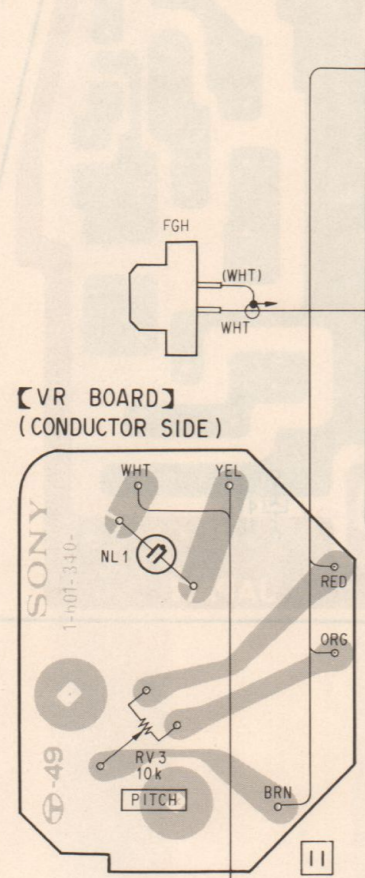 FGH
(WHT)
WHT
【VR BOARD】
(CONDUCTOR SIDE)
WHT
YEL
NL1
SONY
1-601-340-
RED
ORG
RV3
10k
PITCH
-49
BRN
11